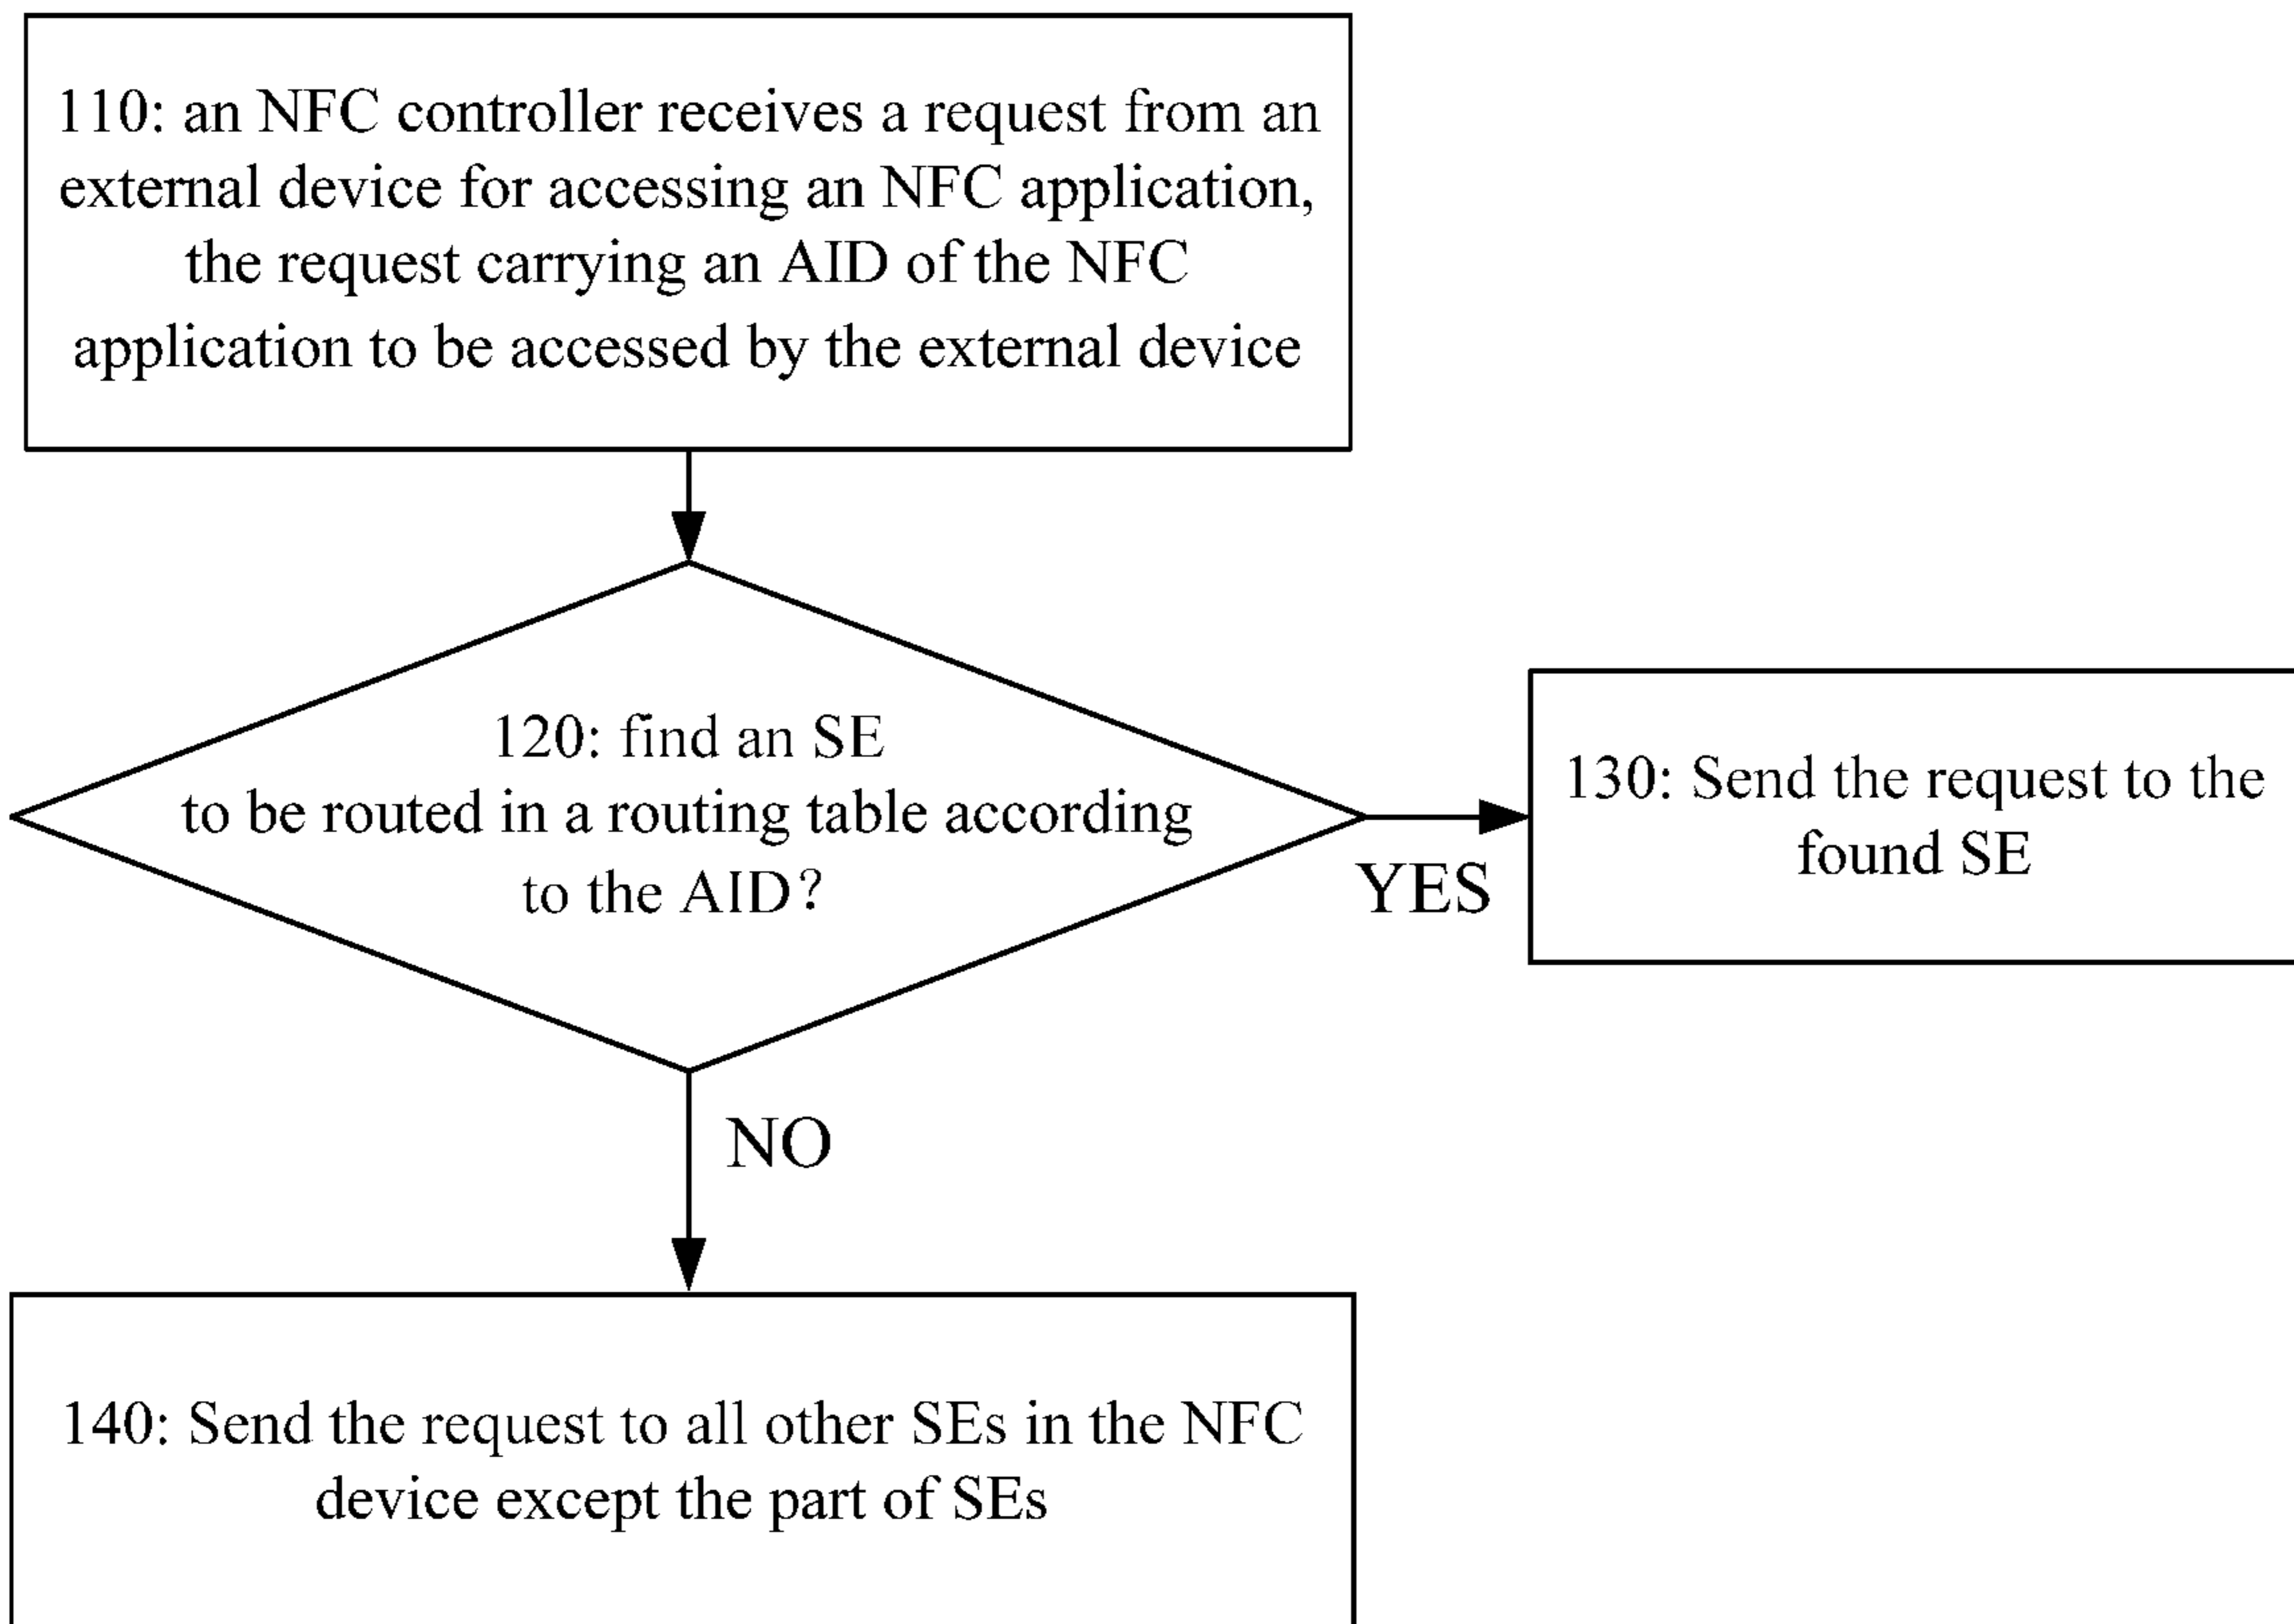 110: an NFC controller receives a request from an
external device for accessing an NFC application,
the request carrying an AID of the NFC
application to be accessed by the external device
120: find an SE
to be routed in a routing table according
to the AID?
YES
130: Send the request to the
found SE
NO
140: Send the request to all other SEs in the NFC
device except the part of SEs